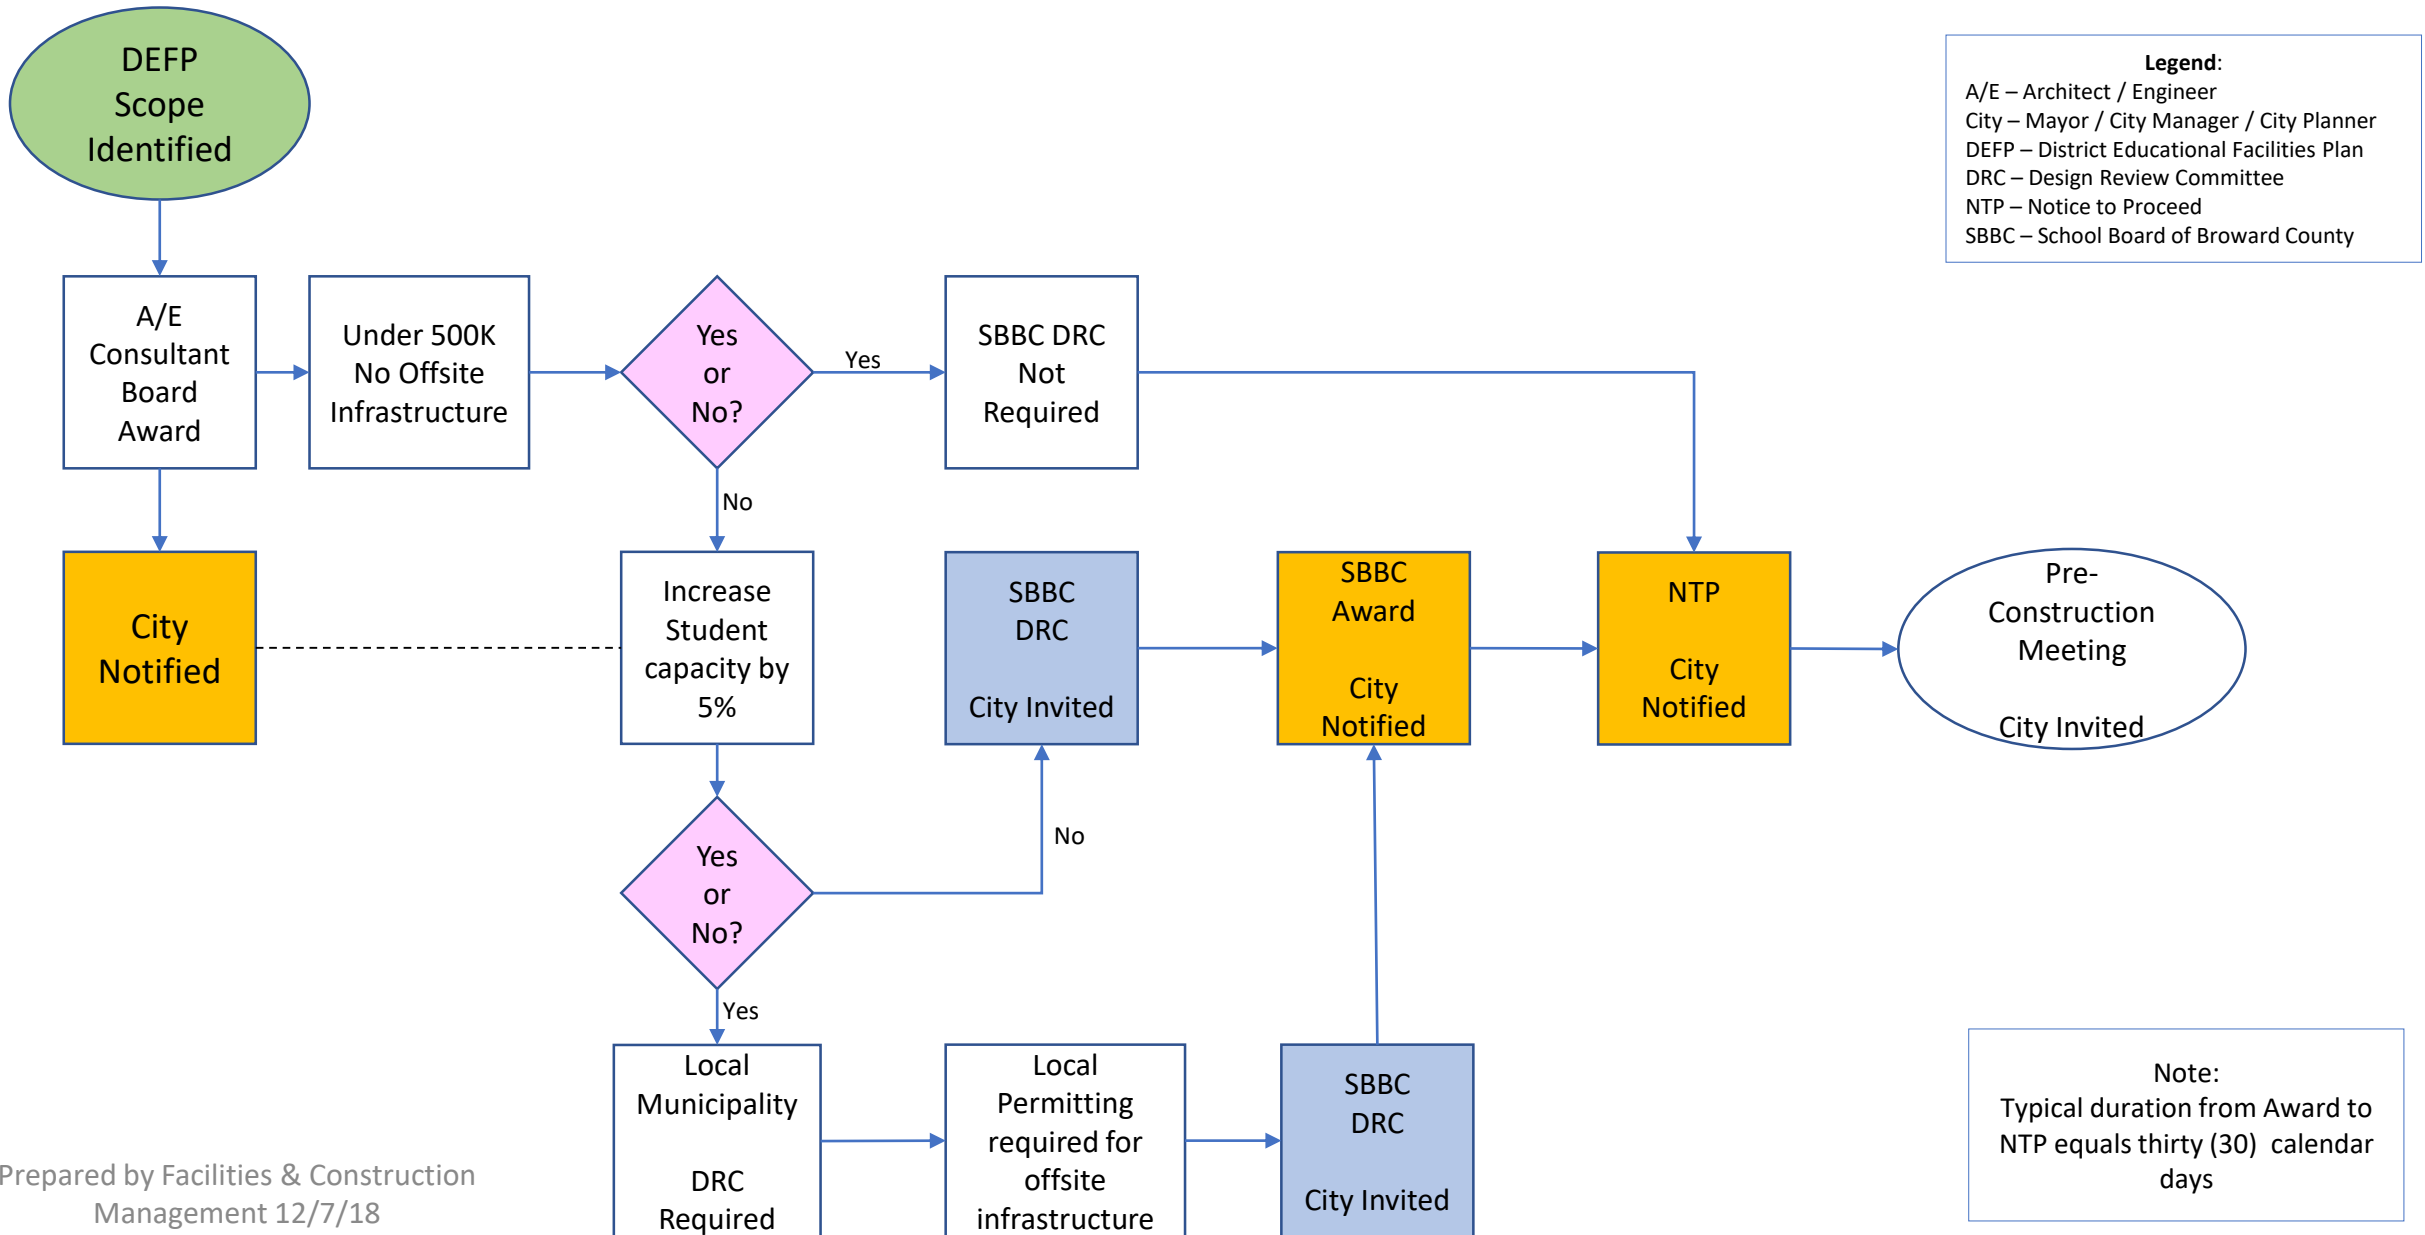 DEFP
Scope
Identified
Legend:
A/E – Architect / Engineer
City – Mayor / City Manager / City Planner
DEFP – District Educational Facilities Plan
DRC – Design Review Committee
NTP – Notice to Proceed
SBBC – School Board of Broward County
A/E
Consultant
Board
Award
Under 500K
No Offsite
Infrastructure
Yes
or
No?
Yes
SBBC DRC
Not
Required
No
City
Notified
Increase
Student
capacity by
5%
SBBC
DRC
City Invited
SBBC
Award
City
Notified
NTP
City
Notified
Pre-
Construction
Meeting
City Invited
Yes
or
No?
No
Yes
Local
Municipality
DRC
Required
Local
Permitting
required for
offsite
infrastructure
SBBC
DRC
City Invited
Note:
Typical duration from Award to
NTP equals thirty (30) calendar
days
Prepared by Facilities & Construction
Management 12/7/18